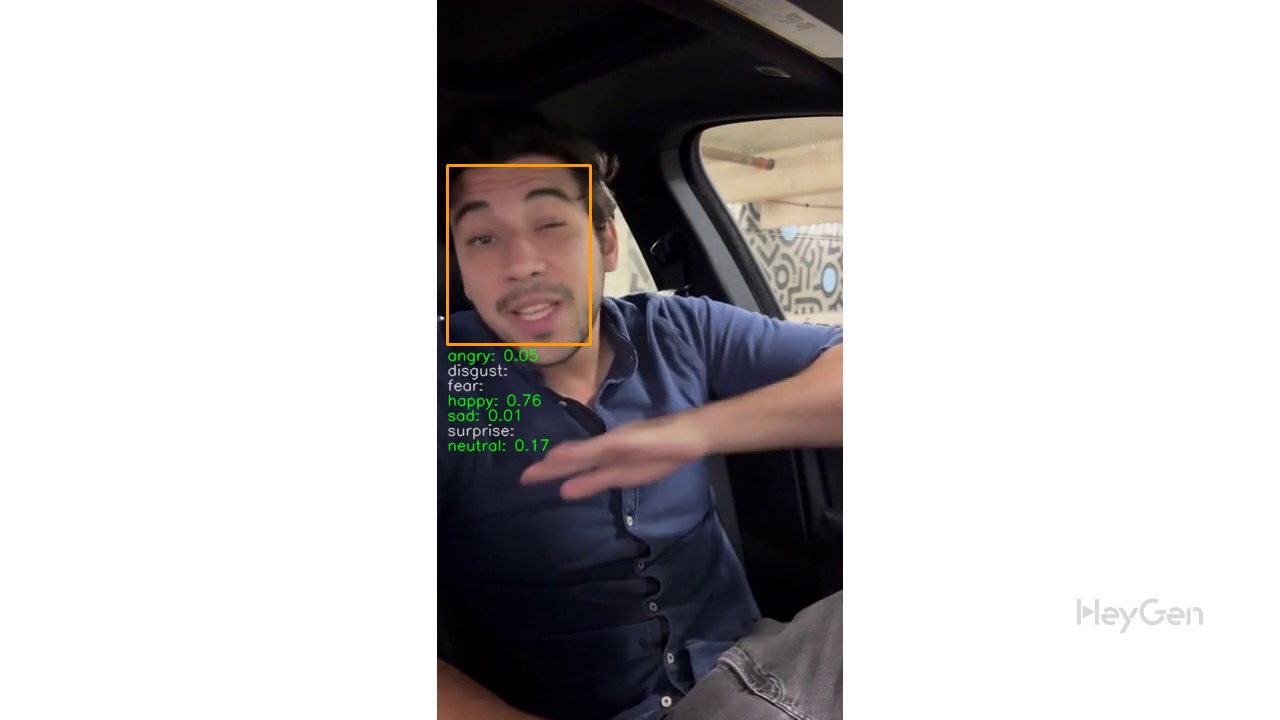 angry: 0.05
disgust:
fear:
happy: 0.76
sad: 0.01
surprise:
neutral: 0.17
HeyGen